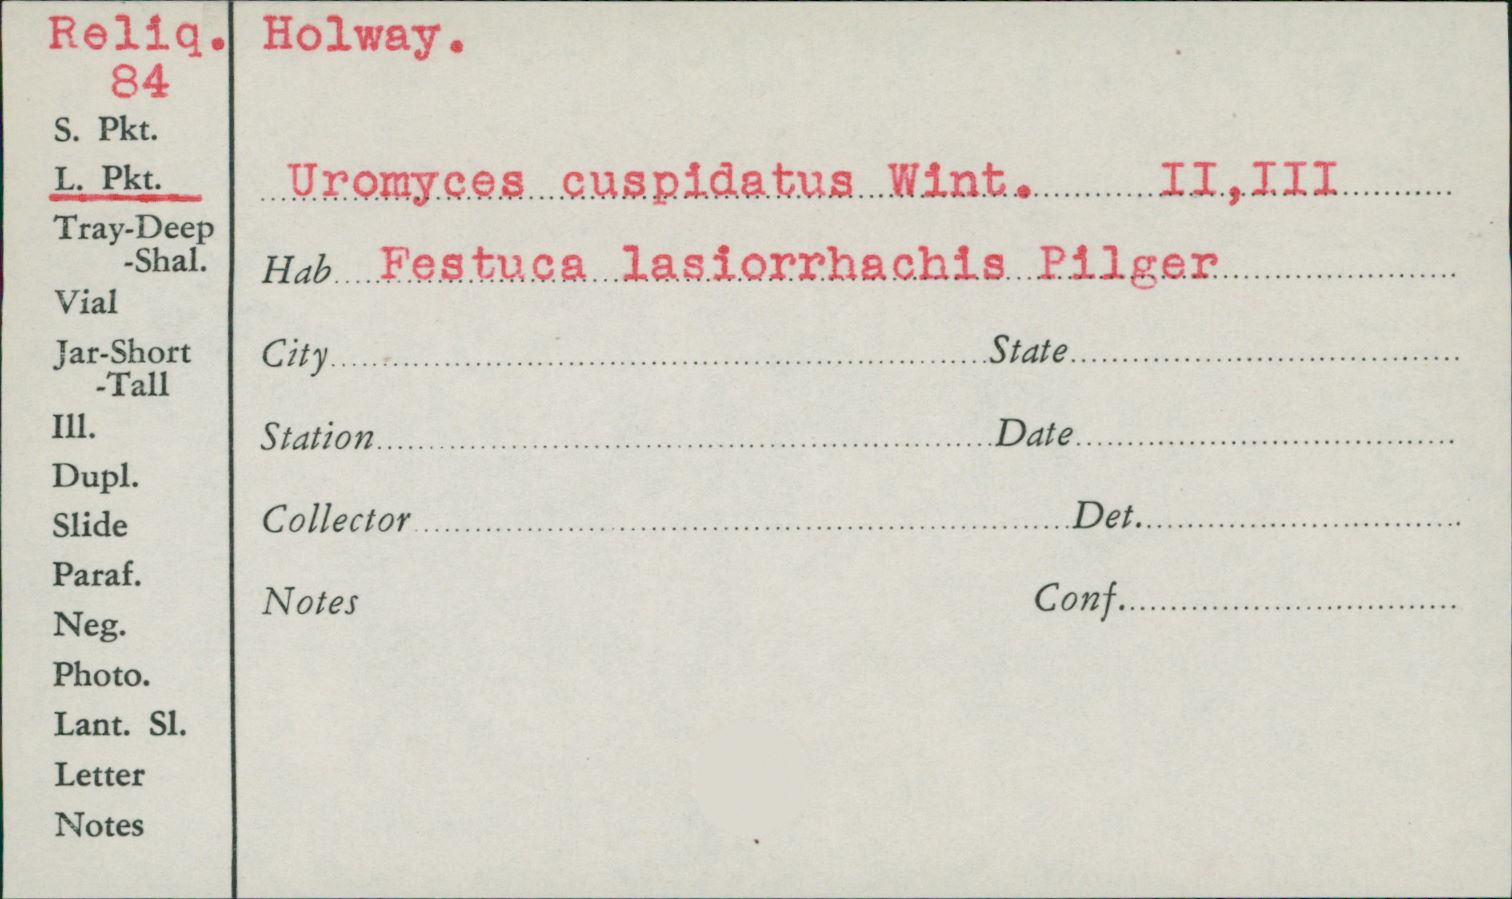 Reliq. Holway.
84
S. Pkt.
L. Pkt.
Uromyces cuspidatus Wint. II,III
Tray-Deep
-Shal.
Hab Festuca lasiorrhachis Pilger
Vial
City State
Jar-Short
-Tall
Ill.
Station Date
Dupl.
Slide
Collector Det.
Paraf.
Notes Conf.
Neg.
Photo.
Lant. Sl.
Letter
Notes